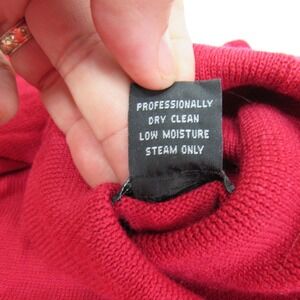 PROFESSIONALLY
DRY CLEAN
LOW MOISTURE
STEAM ONLY